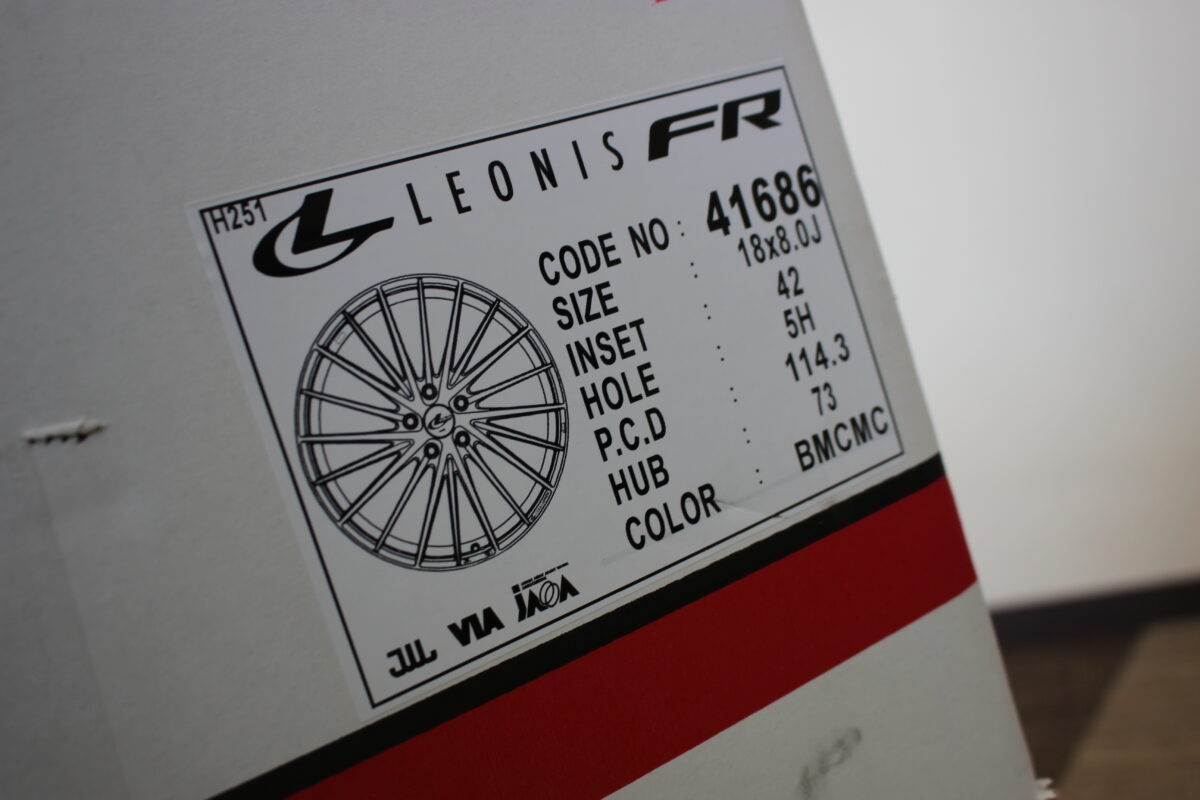 H251
LEONIS FR
CODE NO : 41686
SIZE : 18x8.0J
INSET : 42
HOLE : 5H
P.C.D : 114.3
HUB : 73
COLOR : BMCMC
JWL VIA JAWA